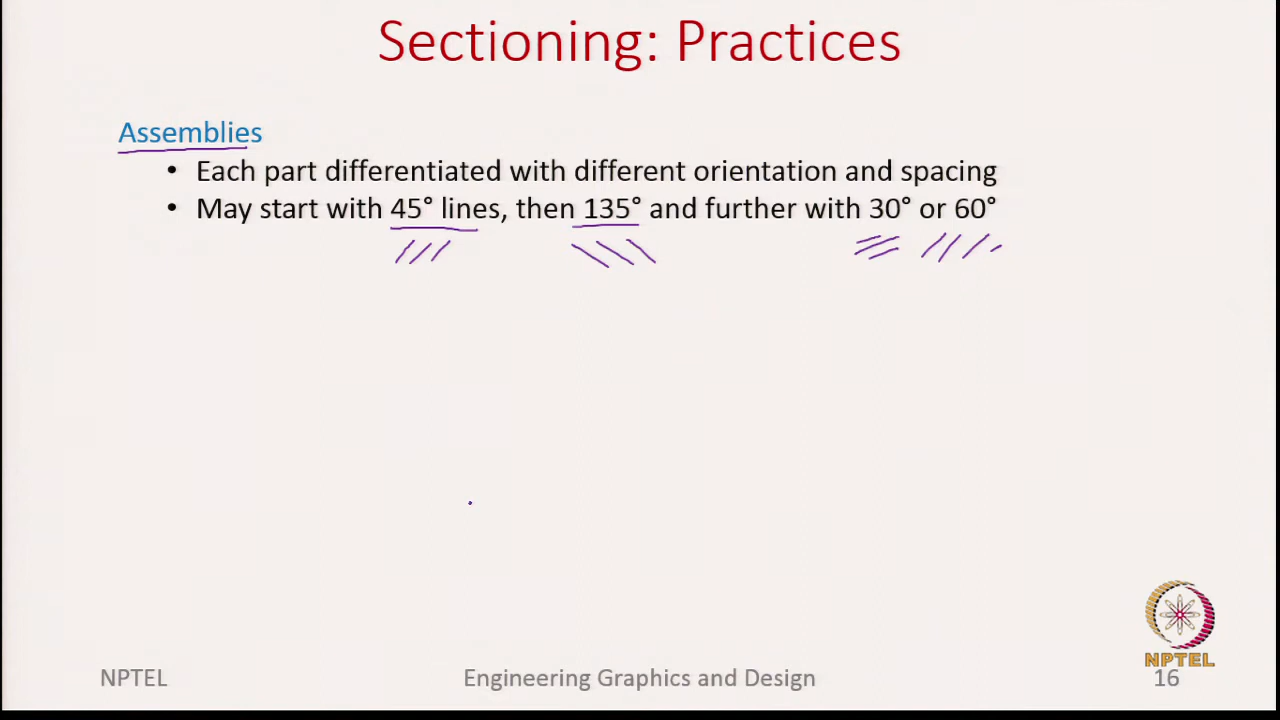 Sectioning: Practices
Assemblies
• Each part differentiated with different orientation and spacing
• May start with 45° lines, then 135° and further with 30° or 60°
NPTEL
NPTEL
Engineering Graphics and Design
16